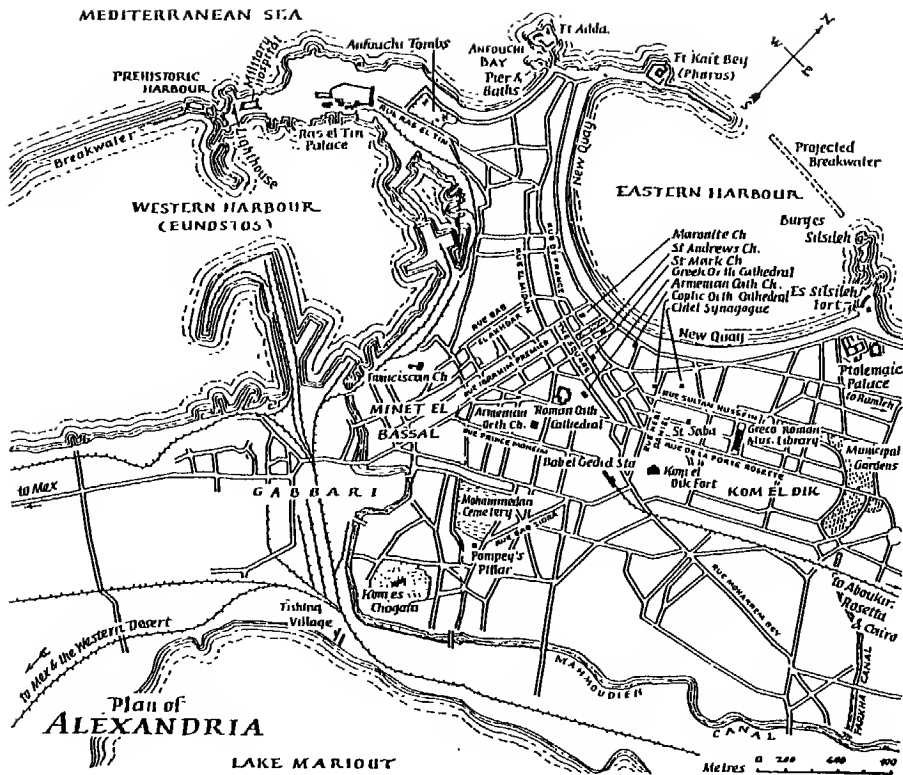 MEDITERRANEAN SEA
Military
Hospital
Anfouchi Tombs
ANFOUCHI
BAY
Pier &
Baths
Ft Adda.
Ft Kait Bey
(Pharos)
N
W
E
S
PREHISTORIC
HARBOUR
Breakwater
Lighthouse
Ras el Tin
Palace
RUE RAS EL TIN
New Quay
Projected
Breakwater
WESTERN HARBOUR
(EUNOSTOS)
EASTERN HARBOUR
Burges
Silsileh
Es Silsileh
Fort
Maronite Ch
St Andrews Ch.
St Mark Ch
Greek Orth Cathedral
Armenian Cath Ch.
Coptic Orth Cathedral
Chief Synagogue
RUE DE FRANCE
RUE EL MIDAN
RUE BAB
EL AKHDAR
RUE IBRAHIM PREMIER
New Quay
Ptolemaic
Palace
to Ramleh
Franciscan Ch
MINET EL
BASSAL
Armenian
Orth Ch.
Roman Cath
Cathedral
RUE SULTAN HUSSEIN
St Saba
Greco Roman
Mus. Library
RUE DE LA PORTE ROSETTE
Municipal
Gardens
Kom el
Dik Fort
KOM EL DIK
to Mex
GABBARI
Mohammedan
Cemetery
Pompey's
Pillar
Kom es
Chogafa
RUE MOHARREM BEY
to Aboukir,
Rosetta
& Cairo
Fishing
Village
to Mex & the Western Desert
MAHMOUDIEH
CANAL
FARKHA CANAL
Plan of
ALEXANDRIA
LAKE MARIOUT
Metres
0 200 600